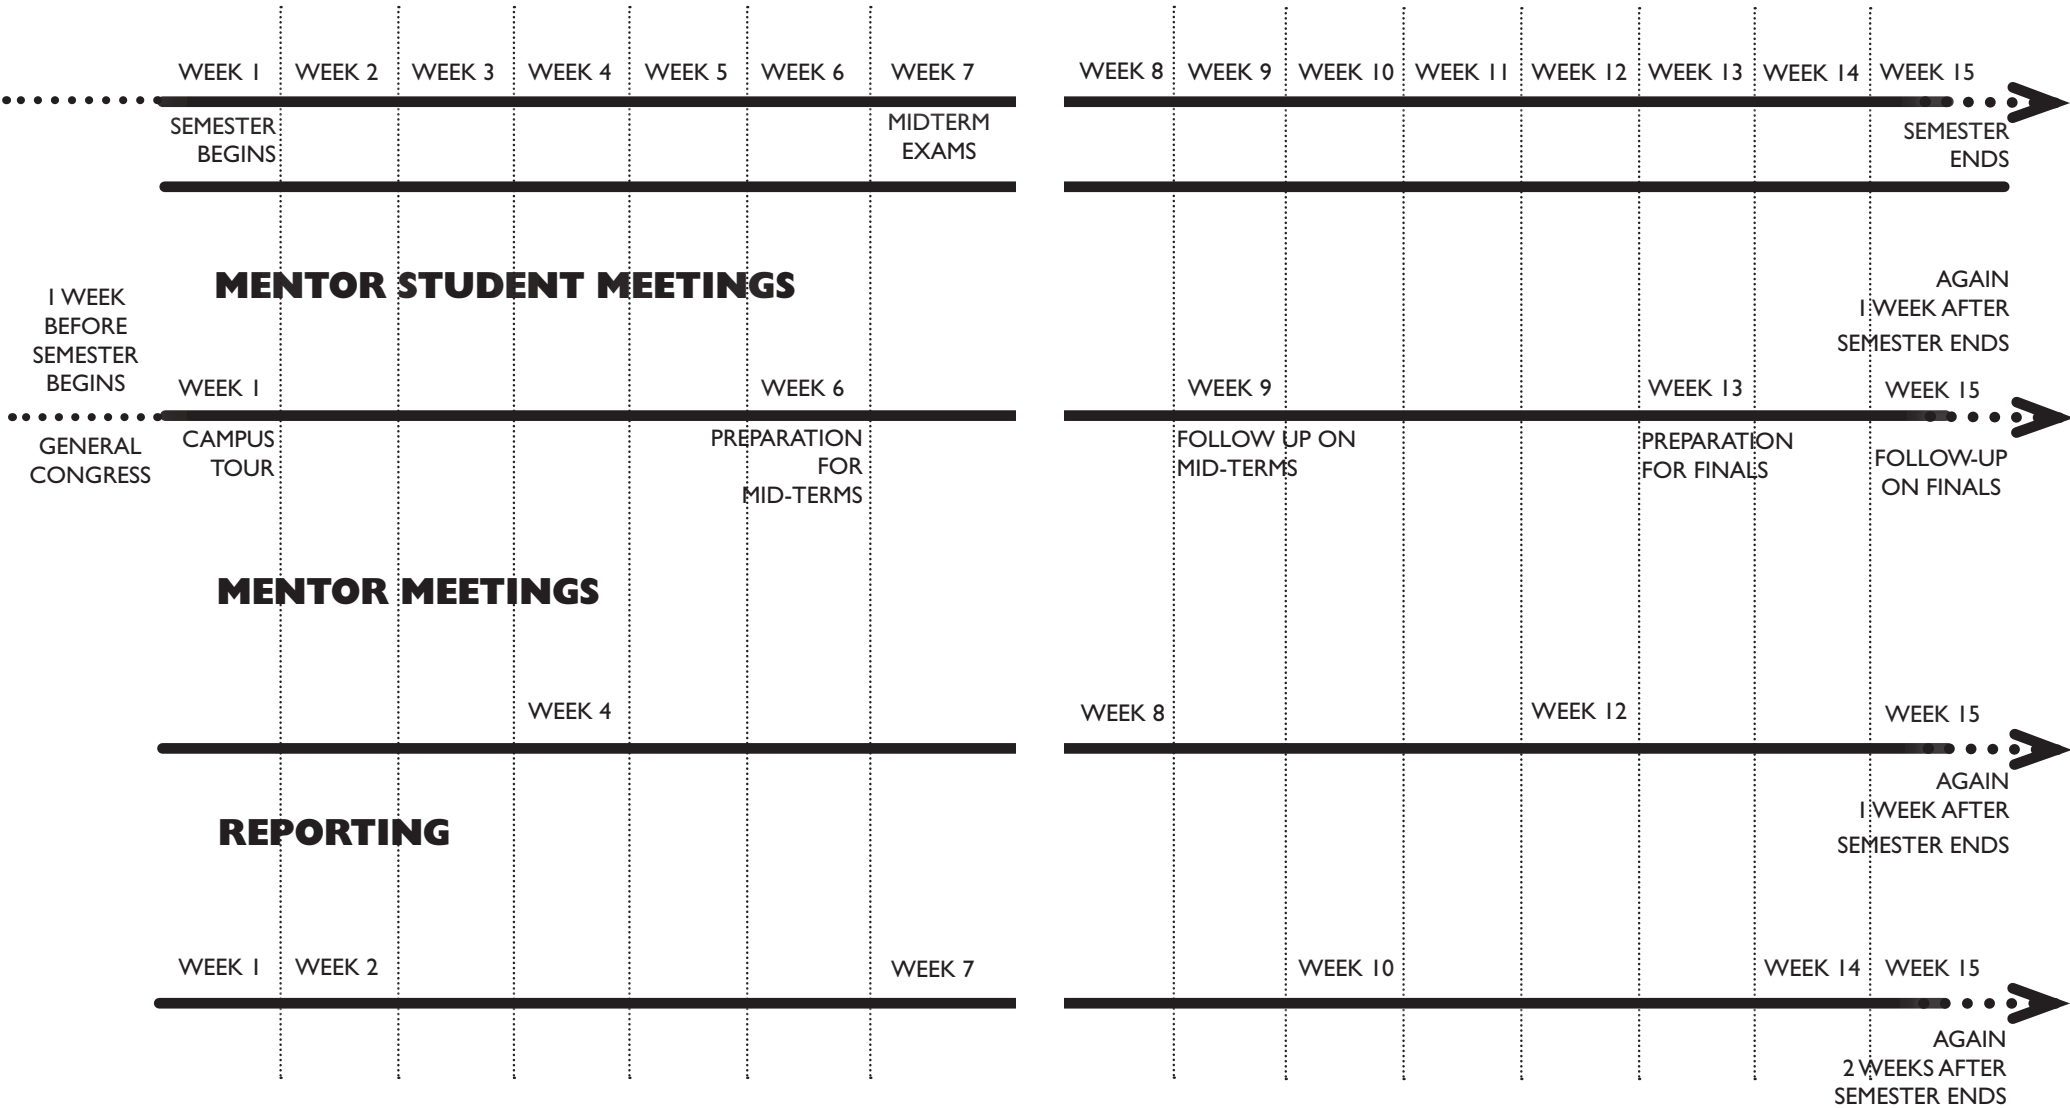 WEEK 1 WEEK 2 WEEK 3 WEEK 4 WEEK 5 WEEK 6 WEEK 7 WEEK 8 WEEK 9 WEEK 10 WEEK 11 WEEK 12 WEEK 13 WEEK 14 WEEK 15
SEMESTER
BEGINS
MIDTERM
EXAMS
SEMESTER
ENDS
MENTOR STUDENT MEETINGS
1 WEEK
BEFORE
SEMESTER
BEGINS
AGAIN
1 WEEK AFTER
SEMESTER ENDS
WEEK 1 WEEK 6 WEEK 9 WEEK 13 WEEK 15
GENERAL
CONGRESS
CAMPUS
TOUR
PREPARATION
FOR
MID-TERMS
FOLLOW UP ON
MID-TERMS
PREPARATION
FOR FINALS
FOLLOW-UP
ON FINALS
MENTOR MEETINGS
WEEK 4 WEEK 8 WEEK 12 WEEK 15
AGAIN
1 WEEK AFTER
SEMESTER ENDS
REPORTING
WEEK 1 WEEK 2 WEEK 7 WEEK 10 WEEK 14 WEEK 15
AGAIN
2 WEEKS AFTER
SEMESTER ENDS